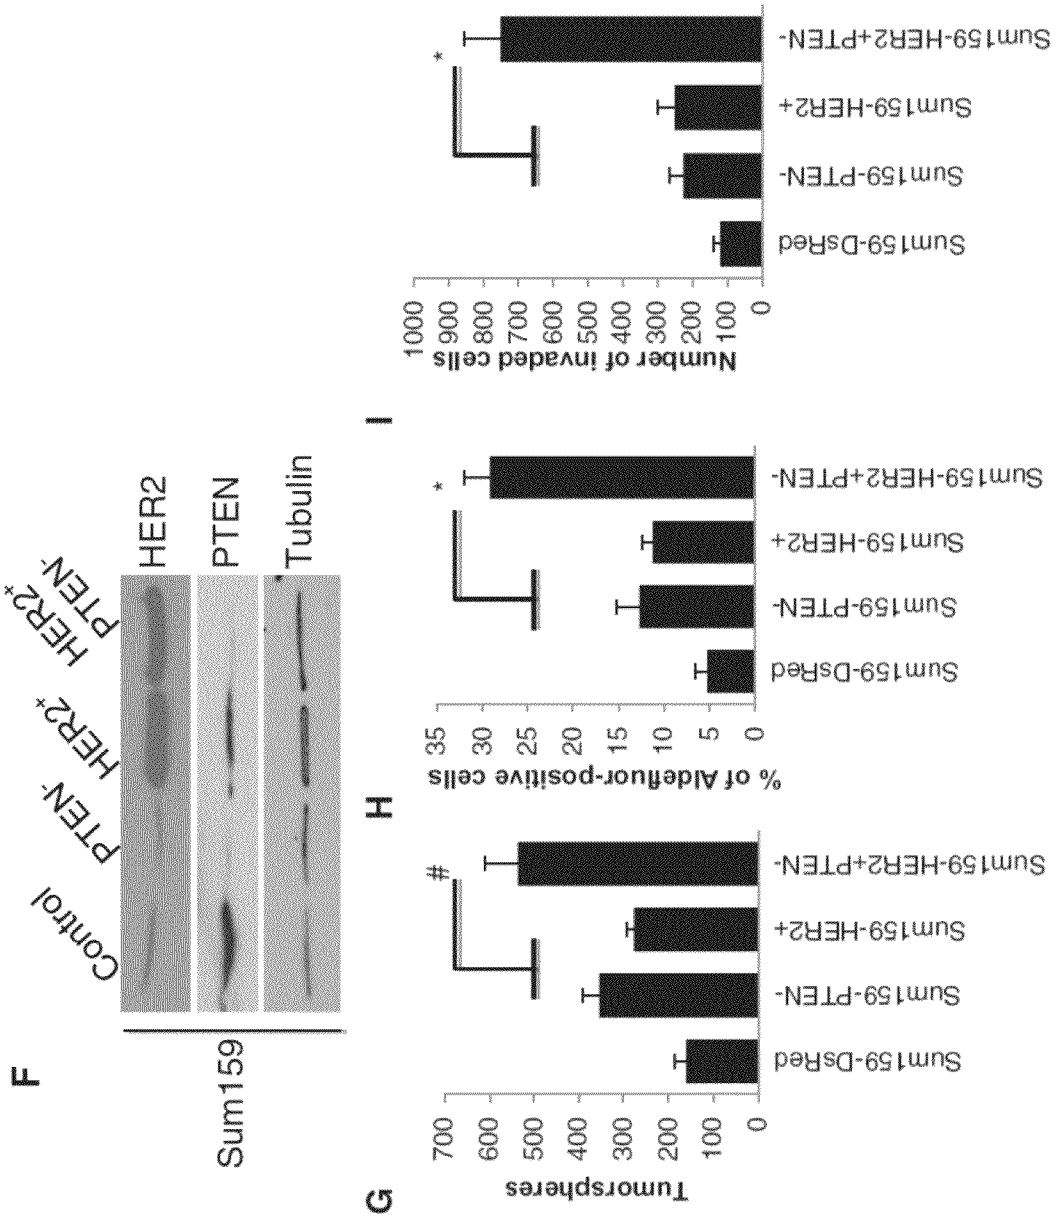 F
Control
PTEN-
HER2+
HER2+
PTEN-
Sum159
HER2
PTEN
Tubulin
G
Tumorspheres
700
600
500
400
300
200
100
0
#
Sum159-DsRed
Sum159-PTEN-
Sum159-HER2+
Sum159-HER2+PTEN-
H
% of Aldefluor-positive cells
35
30
25
20
15
10
5
0
*
Sum159-DsRed
Sum159-PTEN-
Sum159-HER2+
Sum159-HER2+PTEN-
I
Number of invaded cells
1000
900
800
700
600
500
400
300
200
100
0
*
Sum159-DsRed
Sum159-PTEN-
Sum159-HER2+
Sum159-HER2+PTEN-